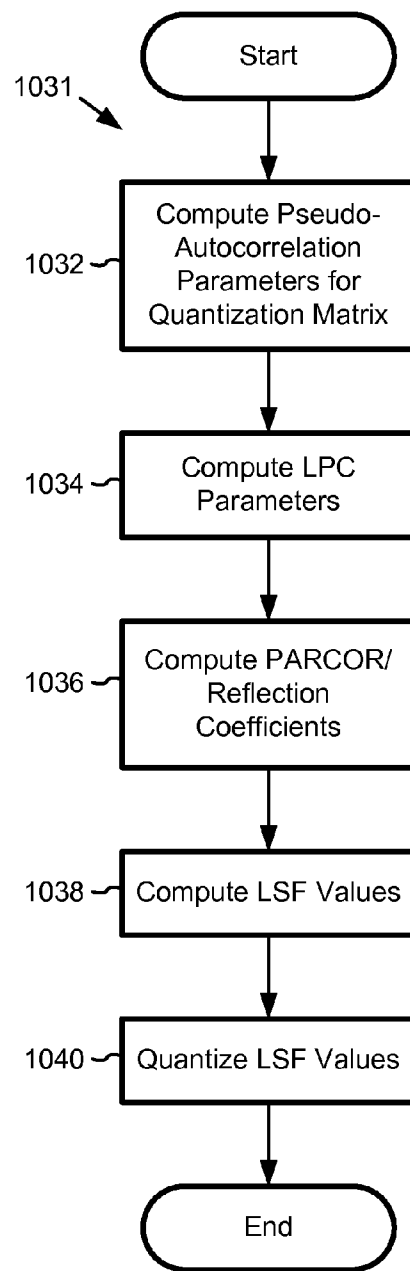 Start
1031
1032
Compute Pseudo-
Autocorrelation
Parameters for
Quantization Matrix
1034
Compute LPC
Parameters
1036
Compute PARCOR/
Reflection
Coefficients
1038
Compute LSF Values
1040
Quantize LSF Values
End